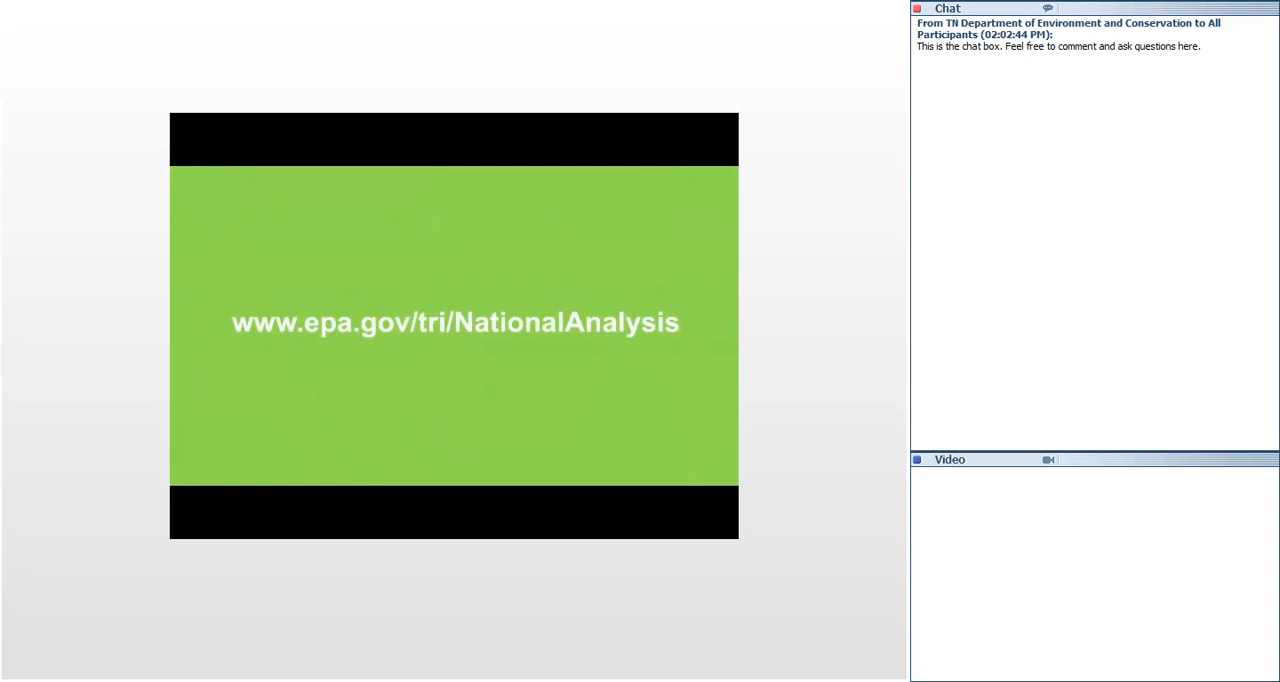 www.epa.gov/tri/NationalAnalysis
Chat
From TN Department of Environment and Conservation to All
Participants (02:02:44 PM):
This is the chat box. Feel free to comment and ask questions here.
Video